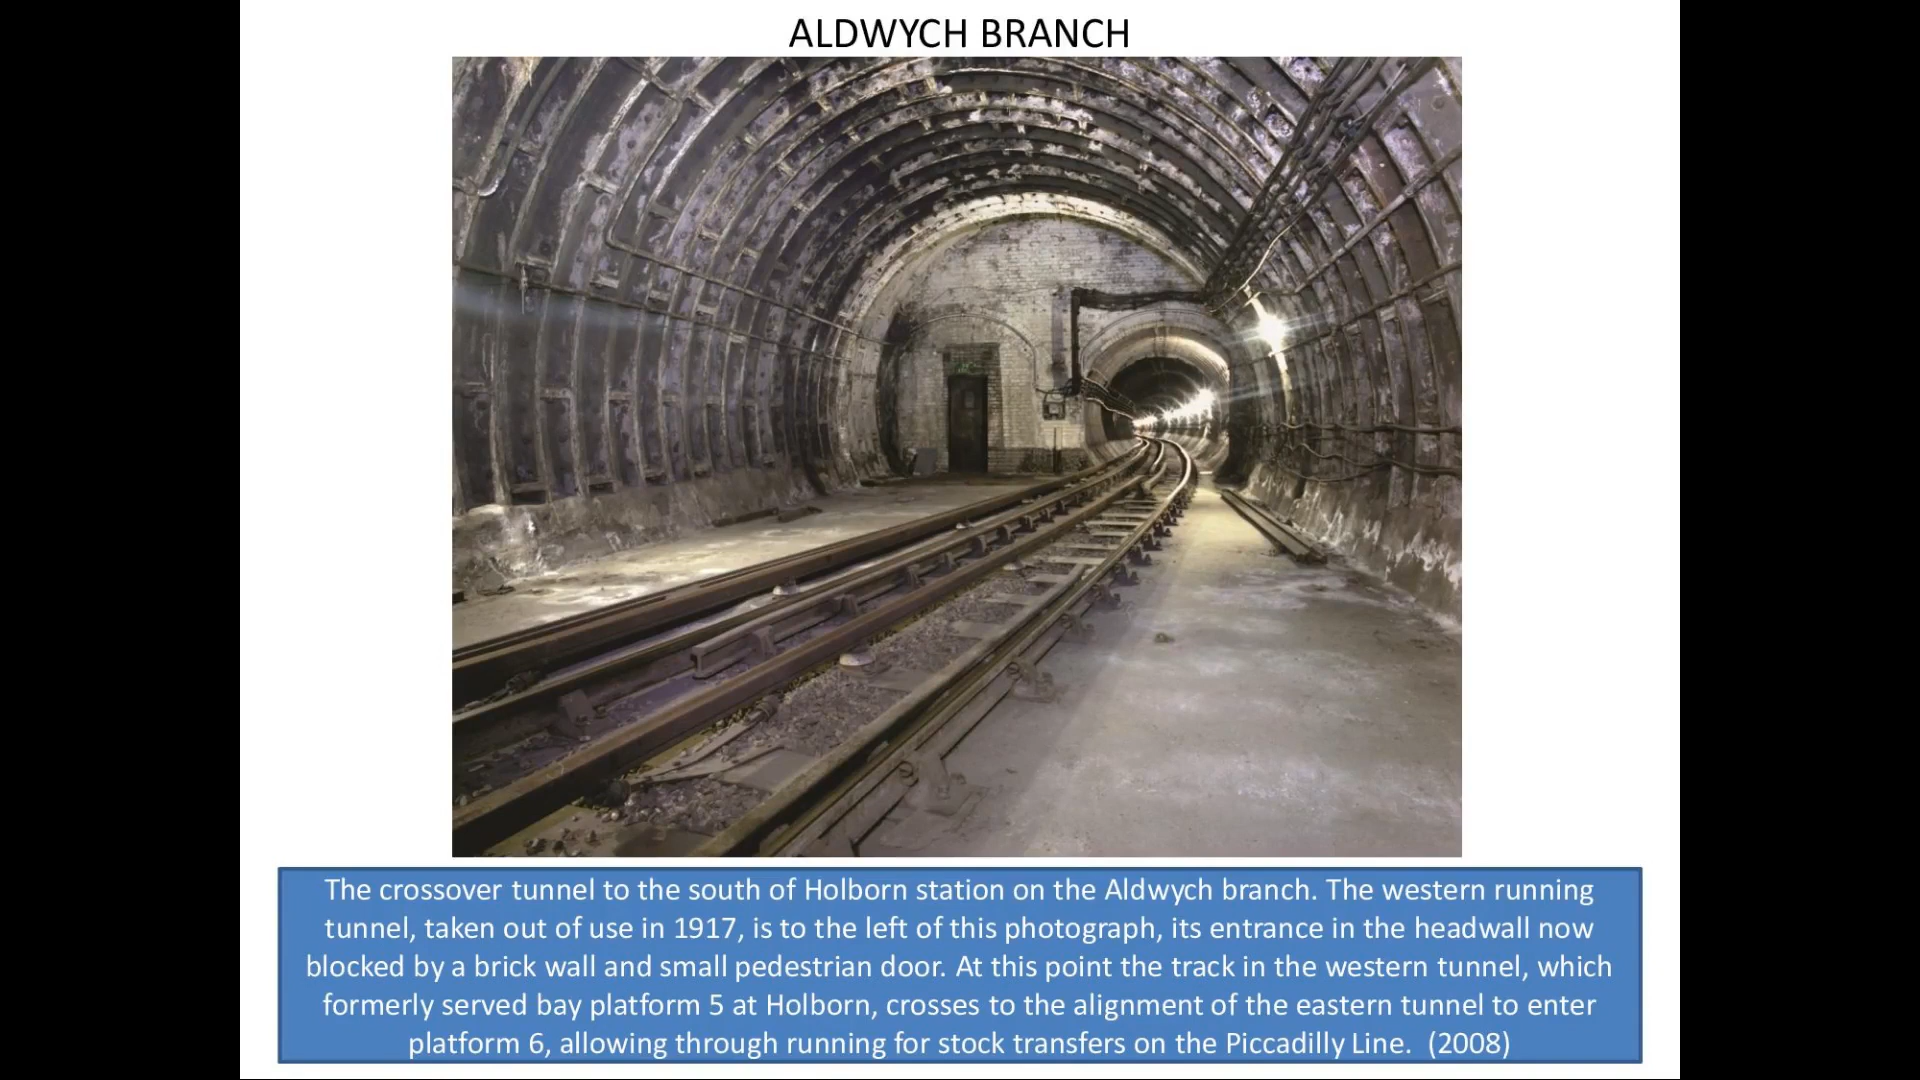 ALDWYCH BRANCH
The crossover tunnel to the south of Holborn station on the Aldwych branch. The western running
tunnel, taken out of use in 1917, is to the left of this photograph, its entrance in the headwall now
blocked by a brick wall and small pedestrian door. At this point the track in the western tunnel, which
formerly served bay platform 5 at Holborn, crosses to the alignment of the eastern tunnel to enter
platform 6, allowing through running for stock transfers on the Piccadilly Line. (2008)